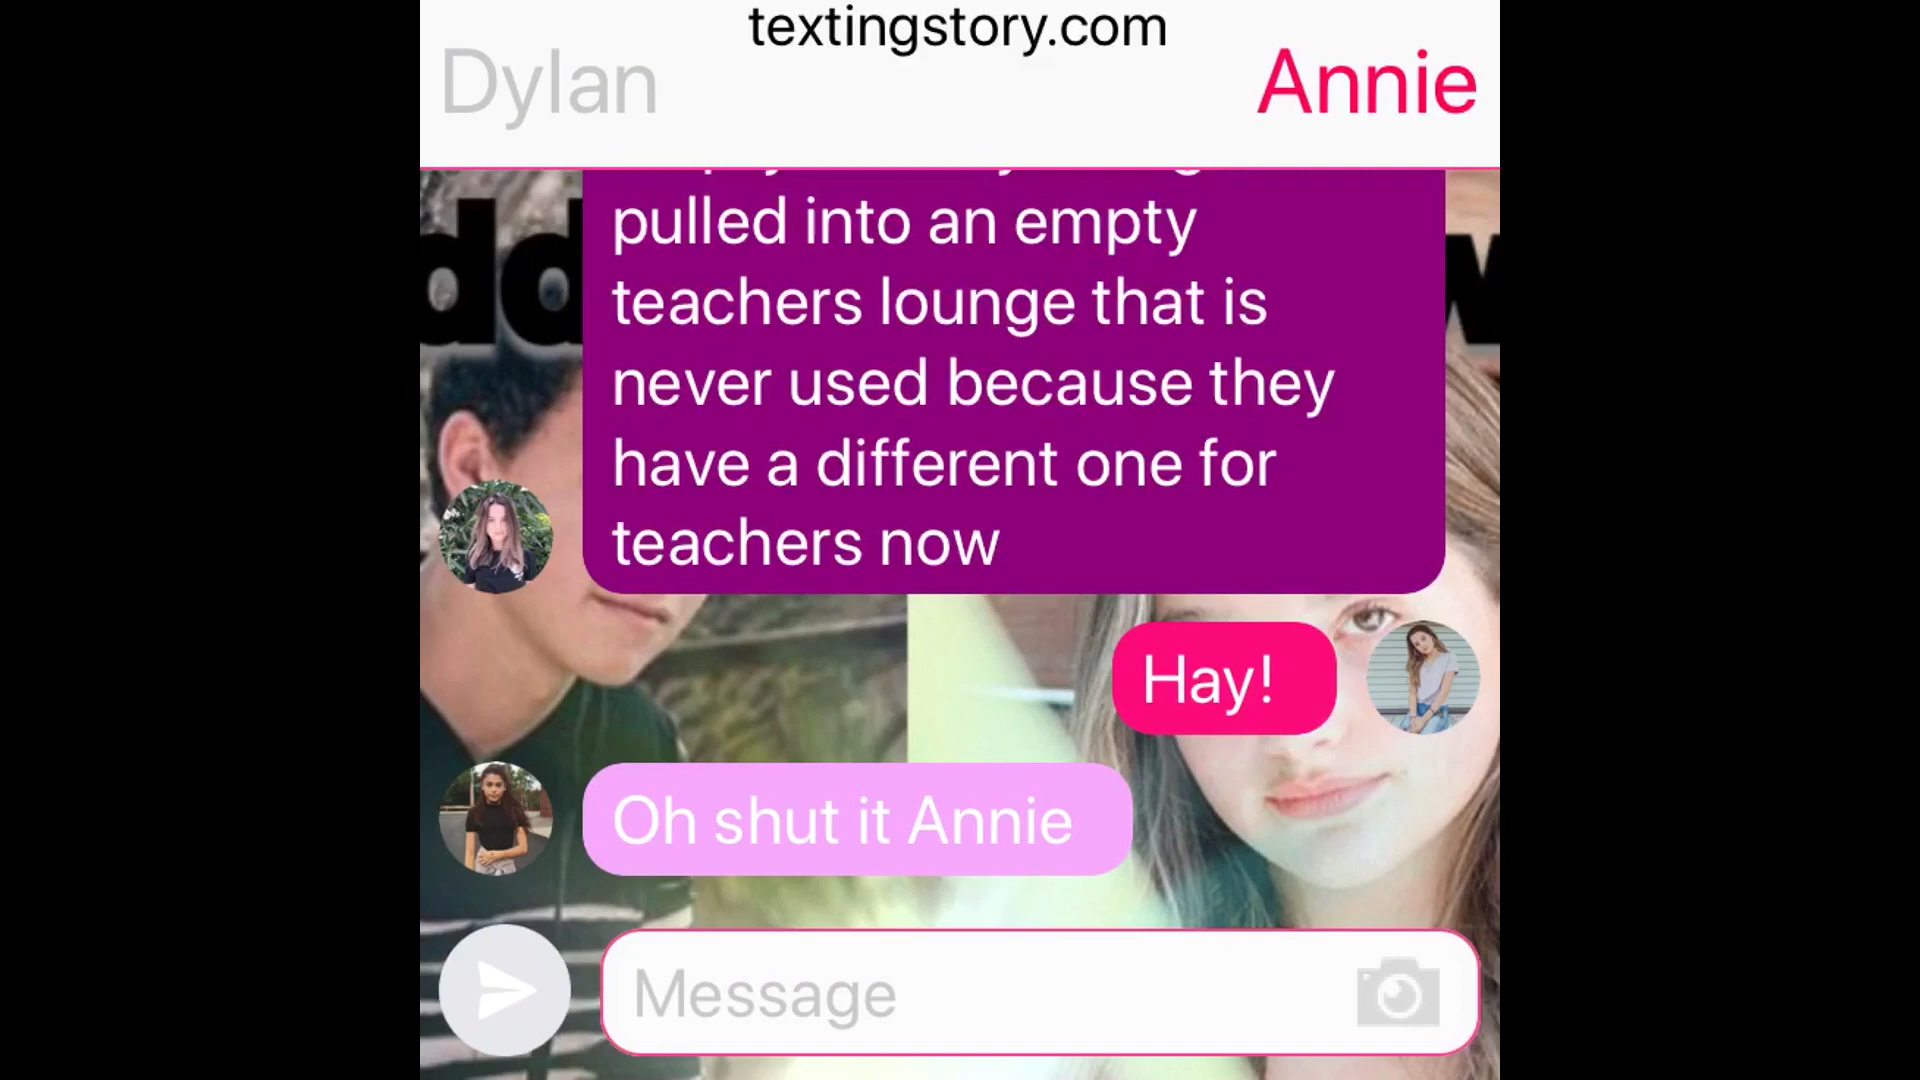 textingstory.com
Dylan
Annie
pulled into an empty
teachers lounge that is
never used because they
have a different one for
teachers now
Hay!
Oh shut it Annie
Message